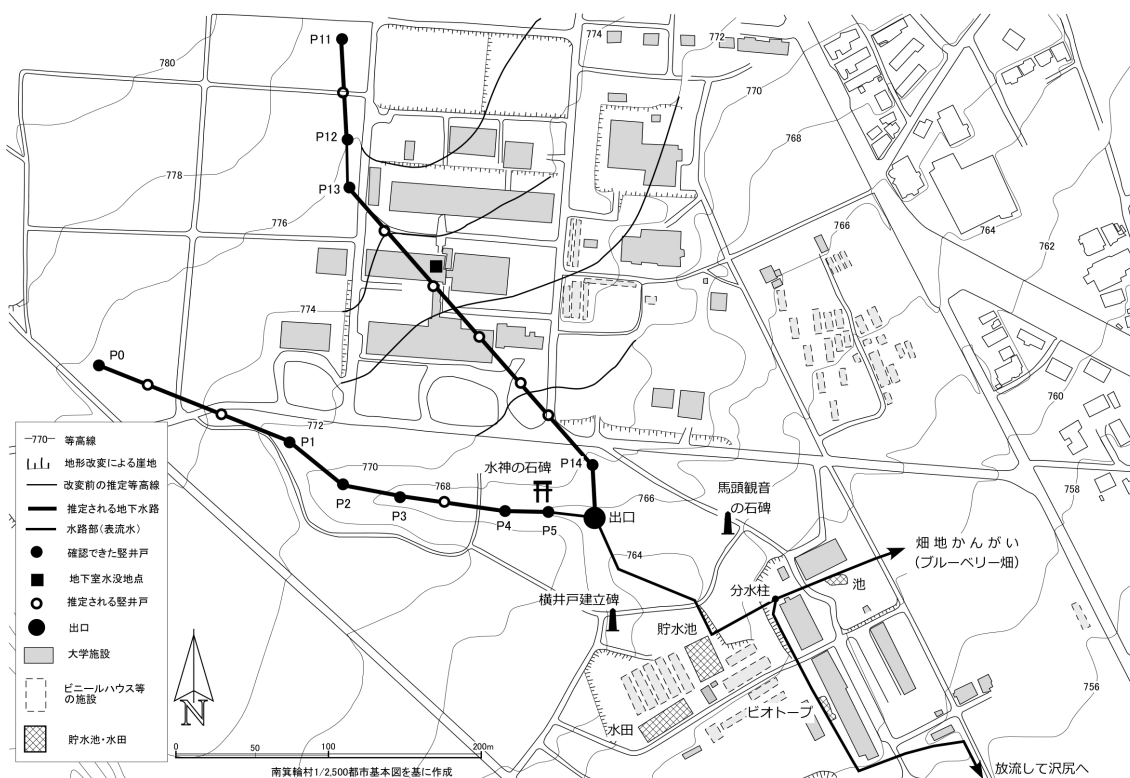 P11
780
774
772
770
P12
768
778
P13
776
766
764
762
774
P0
760
772
P1
770
水神の石碑
P14
768
P2
P3
766
馬頭観音
の石碑
758
P4
P5
出口
764
畑地かんがい
(ブルーベリー畑)
分水柱
池
横井戸建立碑
貯水池
756
ビオトープ
水田
放流して沢尻へ
―770― 等高線
地形改変による崖地
改変前の推定等高線
推定される地下水路
水路部(表流水)
確認できた竪井戸
地下室水没地点
推定される竪井戸
出口
大学施設
ビニールハウス等
の施設
貯水池・水田
N
0 50 100 200m
南箕輪村1/2,500都市基本図を基に作成